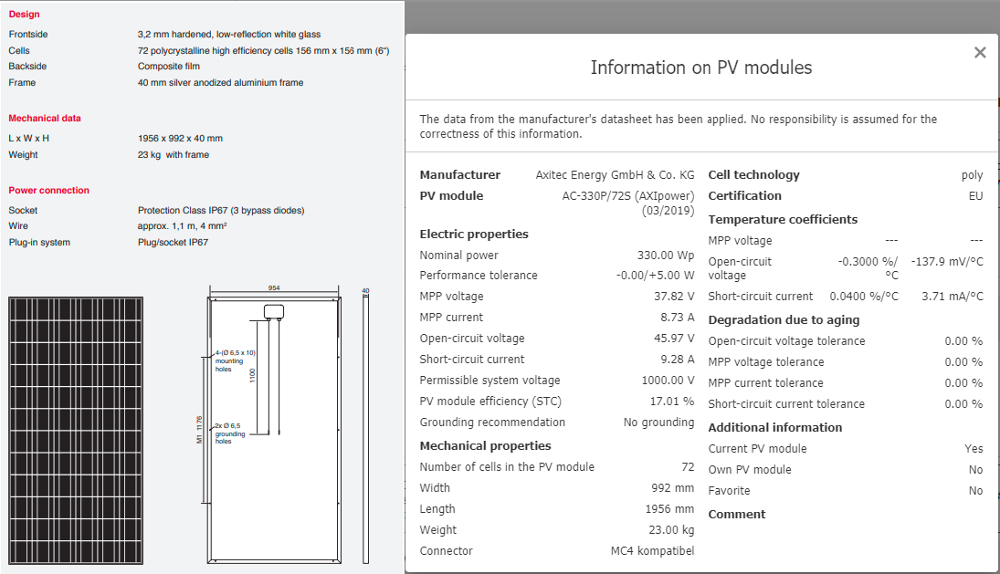 Design
Frontside 3,2 mm hardened, low-reflection white glass
Cells 72 polycrystalline high efficiency cells 156 mm x 156 mm (6“)
Backside Composite film
Frame 40 mm silver anodized aluminium frame
Mechanical data
L x W x H 1956 x 992 x 40 mm
Weight 23 kg with frame
Power connection
Socket Protection Class IP67 (3 bypass diodes)
Wire approx. 1,1 m, 4 mm²
Plug-in system Plug/socket IP67
954
40
4-(Ø 6,5 x 10)
mounting
holes
1100
M1 1176
2x Ø 6,5
grounding
holes
Information on PV modules
×
The data from the manufacturer's datasheet has been applied. No responsibility is assumed for the
correctness of this information.
Manufacturer Axitec Energy GmbH & Co. KG
PV module AC-330P/72S (AXIpower)
(03/2019)
Electric properties
Nominal power 330.00 Wp
Performance tolerance -0.00/+5.00 W
MPP voltage 37.82 V
MPP current 8.73 A
Open-circuit voltage 45.97 V
Short-circuit current 9.28 A
Permissible system voltage 1000.00 V
PV module efficiency (STC) 17.01 %
Grounding recommendation No grounding
Mechanical properties
Number of cells in the PV module 72
Width 992 mm
Length 1956 mm
Weight 23.00 kg
Connector MC4 kompatibel
Cell technology poly
Certification EU
Temperature coefficients
MPP voltage --- ---
Open-circuit -0.3000 %/ -137.9 mV/°C
voltage °C
Short-circuit current 0.0400 %/°C 3.71 mA/°C
Degradation due to aging
Open-circuit voltage tolerance 0.00 %
MPP voltage tolerance 0.00 %
MPP current tolerance 0.00 %
Short-circuit current tolerance 0.00 %
Additional information
Current PV module Yes
Own PV module No
Favorite No
Comment